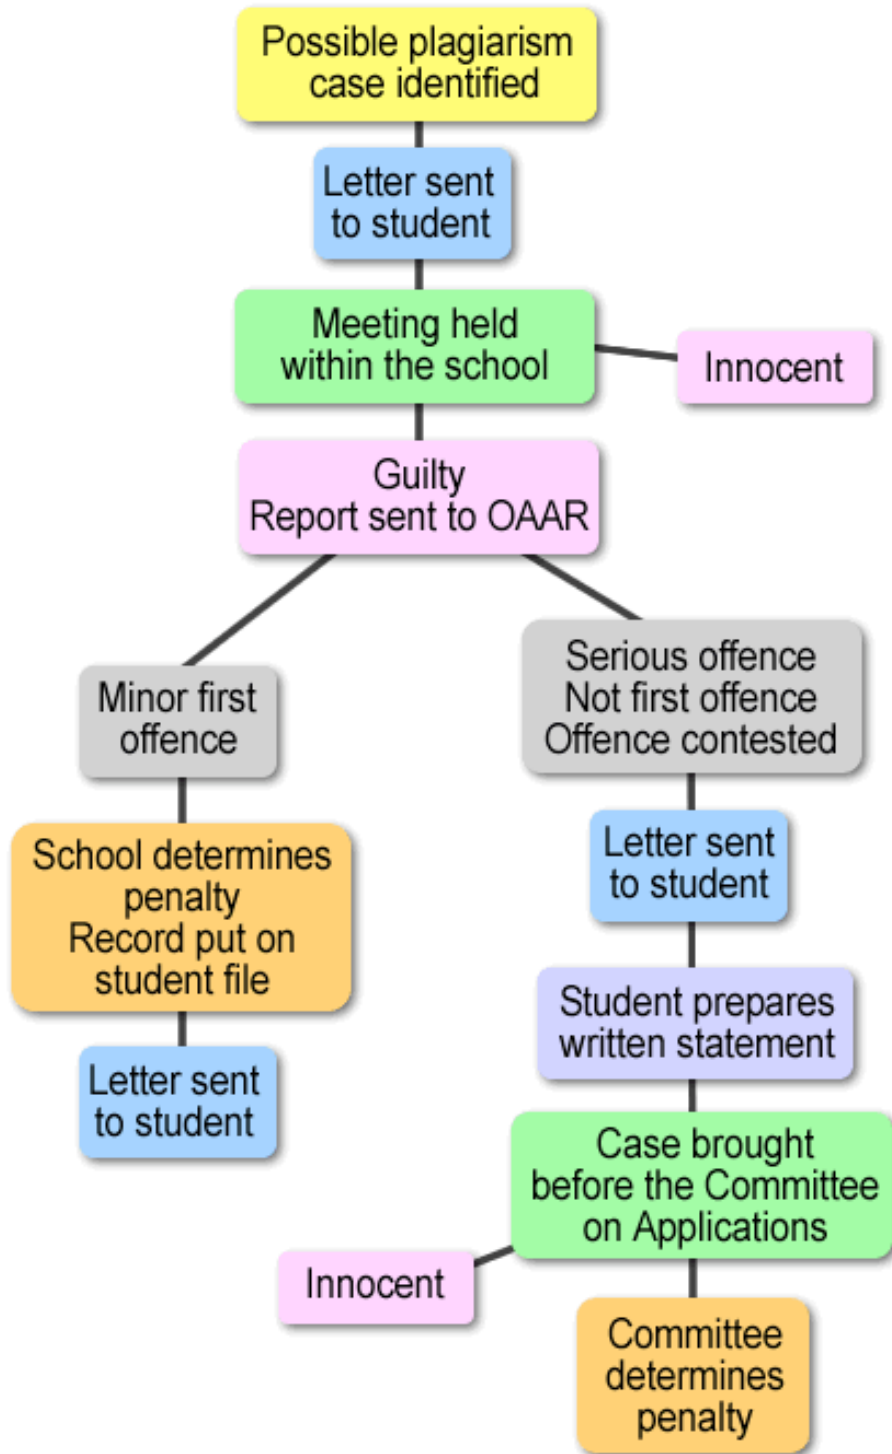 Possible plagiarism
case identified
Letter sent
to student
Meeting held
within the school
Innocent
Guilty
Report sent to OAAR
Minor first
offence
School determines
penalty
Record put on
student file
Letter sent
to student
Serious offence
Not first offence
Offence contested
Letter sent
to student
Student prepares
written statement
Case brought
before the Committee
on Applications
Innocent
Committee
determines
penalty